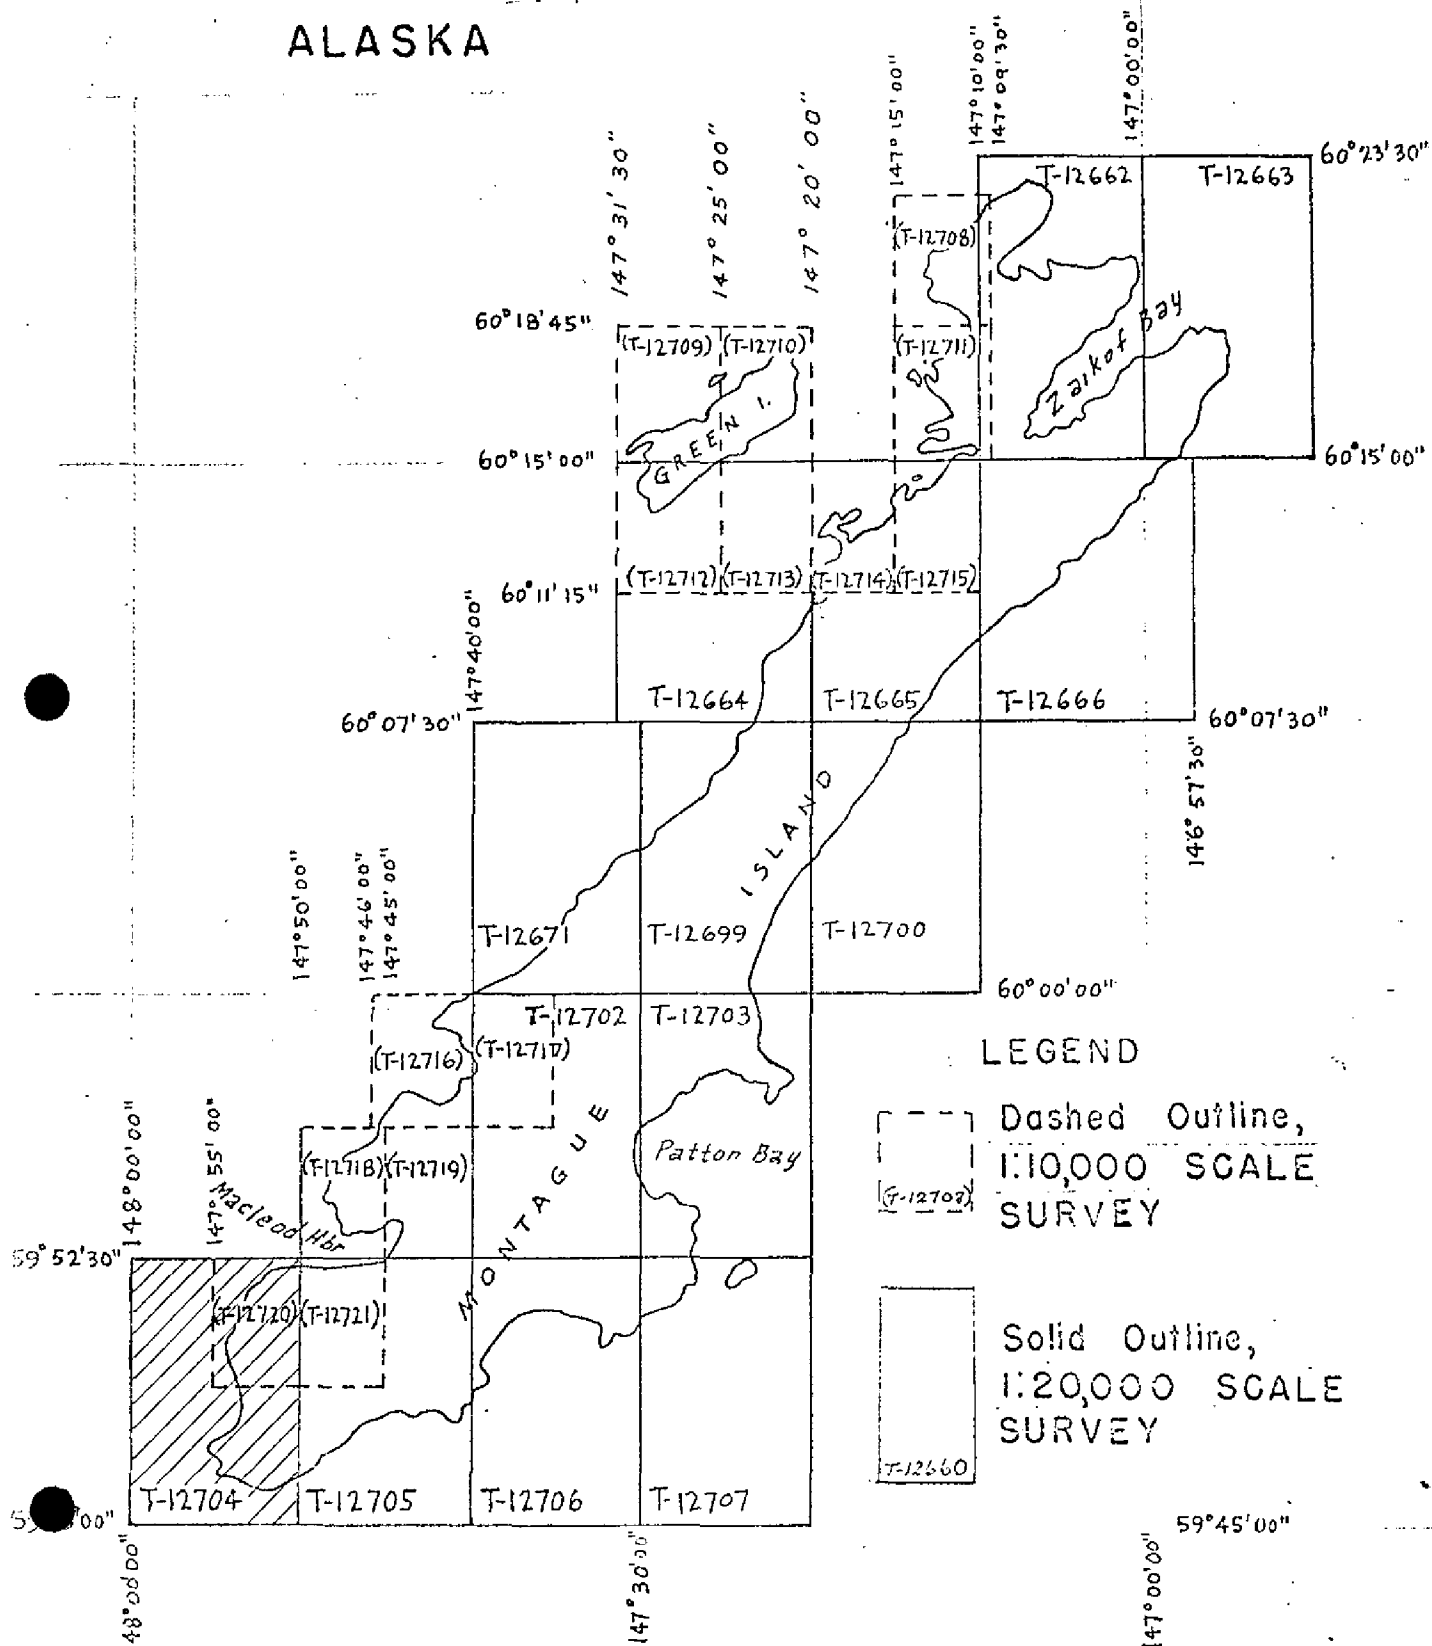 ALASKA
147° 31' 30"
147° 25' 00"
147° 20' 00"
147° 15' 00"
147° 10' 00"
147° 09' 30"
147° 00' 00"
60° 23' 30"
T-12662
T-12663
(T-12708)
60° 18' 45"
(T-12709)
(T-12710)
(T-12711)
Zaikof Bay
GREEN I.
60° 15' 00"
60° 15' 00"
60° 11' 15"
(T-12712)
(T-12713)
(T-12714)
(T-12715)
147° 40' 00"
T-12664
T-12665
T-12666
60° 07' 30"
60° 07' 30"
146° 57' 30"
ISLAND
147° 50' 00"
147° 46' 00"
147° 45' 00"
T-12671
T-12699
T-12700
60° 00' 00"
T-12702
T-12703
(T-12716)
(T-12717)
LEGEND
Dashed Outline,
1:10,000 SCALE
SURVEY
(T-12708)
148° 00' 00"
147° 55' 00"
(T-12718)
(T-12719)
MONTAGUE
Patton Bay
Macleod Hbr
59° 52' 30"
(T-12720)
(T-12721)
Solid Outline,
1:20,000 SCALE
SURVEY
T-12660
T-12704
T-12705
T-12706
T-12707
00"
59° 45' 00"
48° 00' 00"
147° 30' 00"
147° 00' 00"